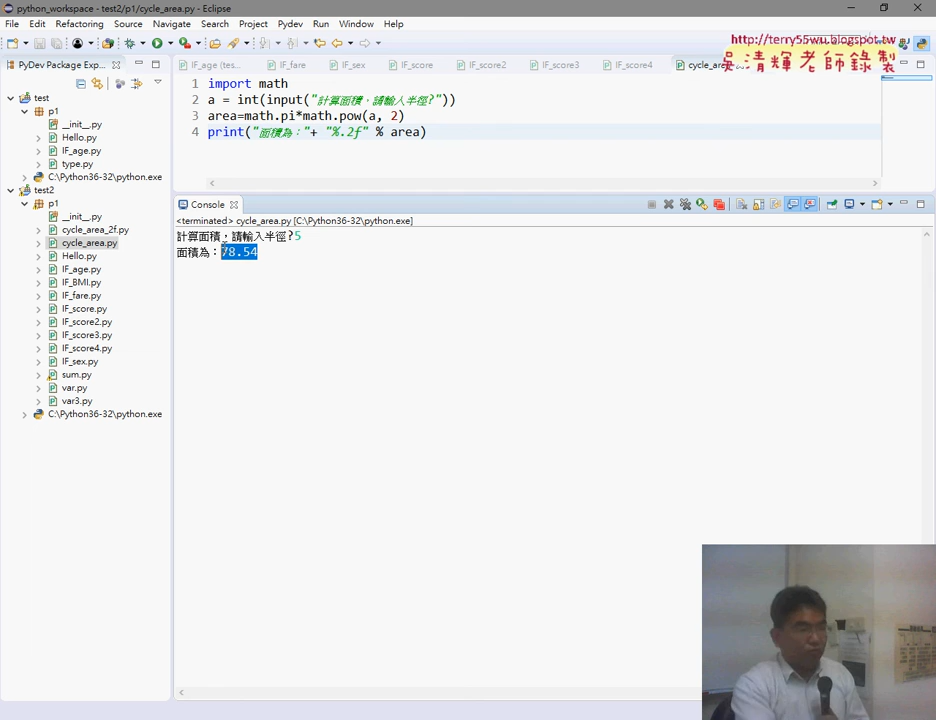 python_workspace - test2/p1/cycle_area.py - Eclipse
File Edit Refactoring Source Navigate Search Project Pydev Run Window Help
http://terry55wu.blogspot.tw
吳清輝老師錄製
PyDev Package Exp...
IF_age (tes... IF_fare IF_sex IF_score IF_score2 IF_score3 IF_score4 cycle_are
test
p1
__init__.py
Hello.py
IF_age.py
type.py
C:\Python36-32\python.exe
test2
p1
__init__.py
cycle_area_2f.py
cycle_area.py
Hello.py
IF_age.py
IF_BMI.py
IF_fare.py
IF_score.py
IF_score2.py
IF_score3.py
IF_score4.py
IF_sex.py
sum.py
var.py
var3.py
C:\Python36-32\python.exe
1 import math
2 a = int(input("計算面積，請輸入半徑?"))
3 area=math.pi*math.pow(a, 2)
4 print("面積為："+ "%.2f" % area)
Console
<terminated> cycle_area.py [C:\Python36-32\python.exe]
計算面積，請輸入半徑?5
面積為：78.54